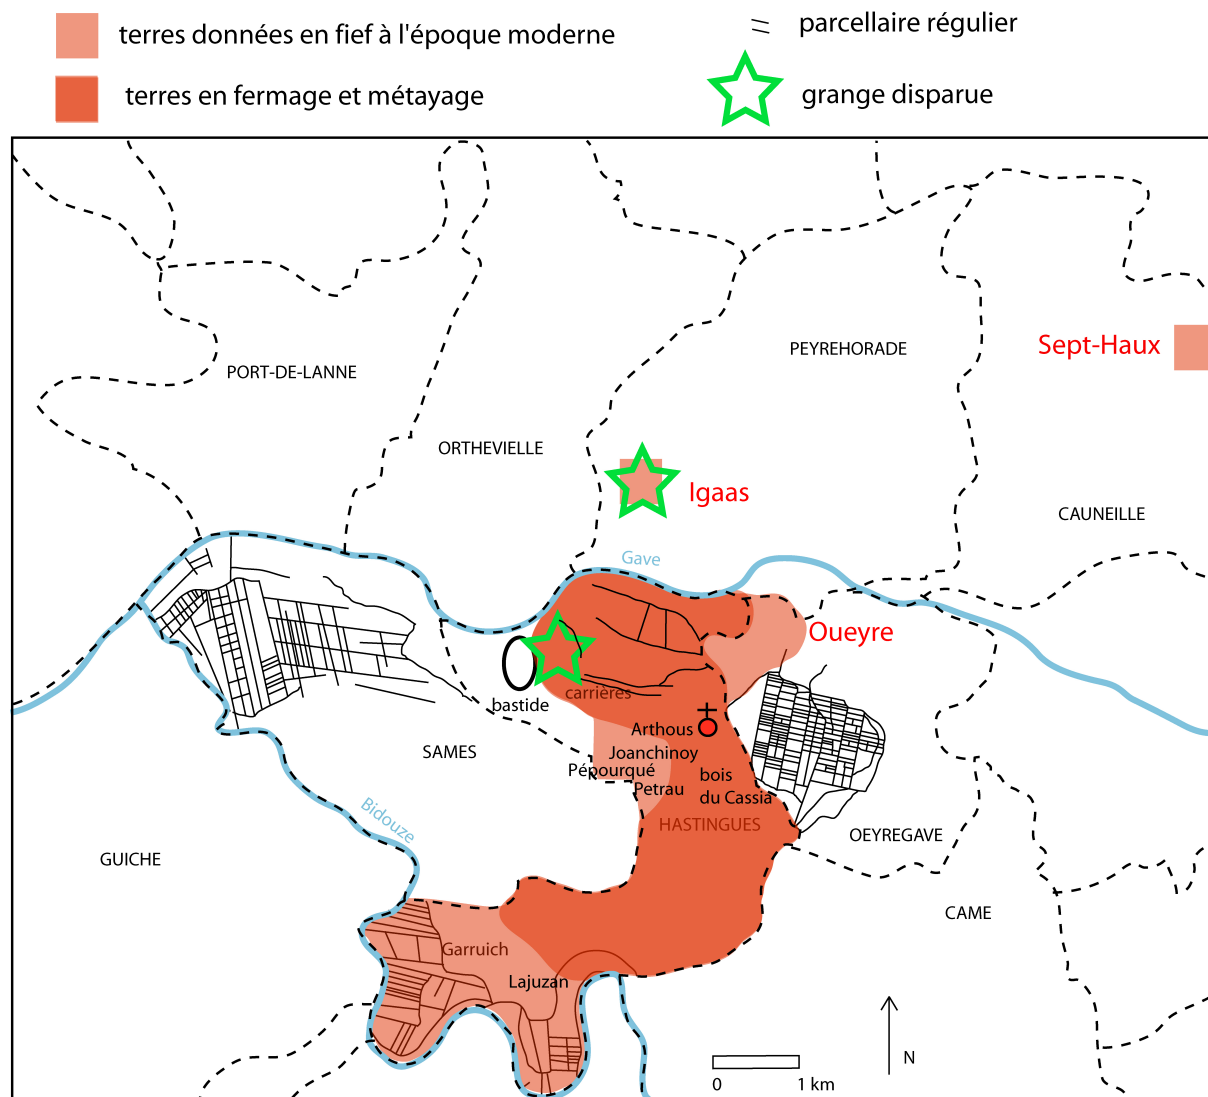 terres données en fief à l'époque moderne
parcellaire régulier
terres en fermage et métayage
grange disparue
PORT-DE-LANNE
PEYREHORADE
Sept-Haux
ORTHEVIELLE
Igaas
CAUNEILLE
Gave
Oueyre
carrières
bastide
Arthous
SAMES
Joanchinoy
Pépourqué
bois
du Cassia
Petrau
Bidouze
HASTINGUES
OEYREGAVE
GUICHE
CAME
Garruich
Lajuzan
N
0 1 km